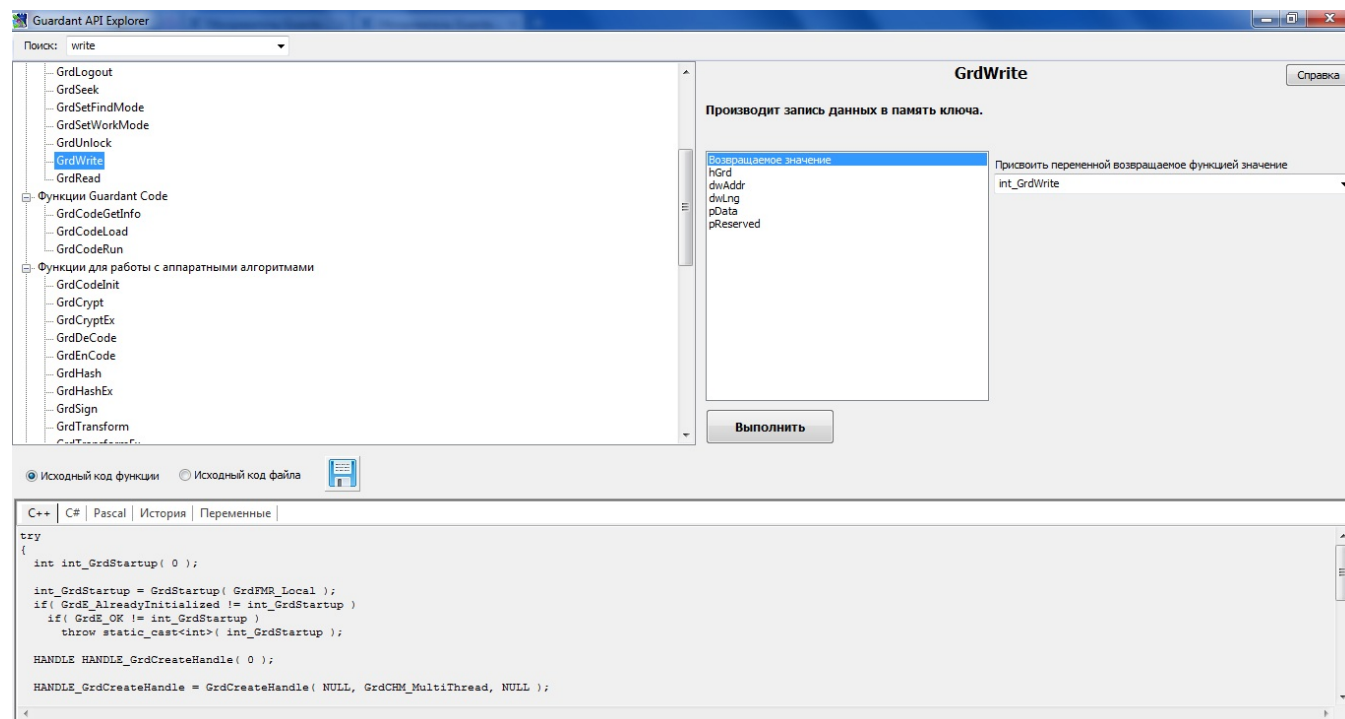 Guardant API Explorer
Поиск: write
GrdLogout
GrdSeek
GrdSetFindMode
GrdSetWorkMode
GrdUnlock
GrdWrite
GrdRead
Функции Guardant Code
GrdCodeGetInfo
GrdCodeLoad
GrdCodeRun
Функции для работы с аппаратными алгоритмами
GrdCodeInit
GrdCrypt
GrdCryptEx
GrdDeCode
GrdEnCode
GrdHash
GrdHashEx
GrdSign
GrdTransform
GrdWrite
Справка
Производит запись данных в память ключа.
Возвращаемое значение
hGrd
dwAddr
dwLng
pData
pReserved
Присвоить переменной возвращаемое функцией значение
int_GrdWrite
Выполнить
Исходный код функции Исходный код файла
C++ C# Pascal История Переменные
try
{
int int_GrdStartup( 0 );
int_GrdStartup = GrdStartup( GrdFMR_Local );
if( GrdE_AlreadyInitialized != int_GrdStartup )
if( GrdE_OK != int_GrdStartup )
throw static_cast<int>( int_GrdStartup );
HANDLE HANDLE_GrdCreateHandle( 0 );
HANDLE_GrdCreateHandle = GrdCreateHandle( NULL, GrdCHM_MultiThread, NULL );